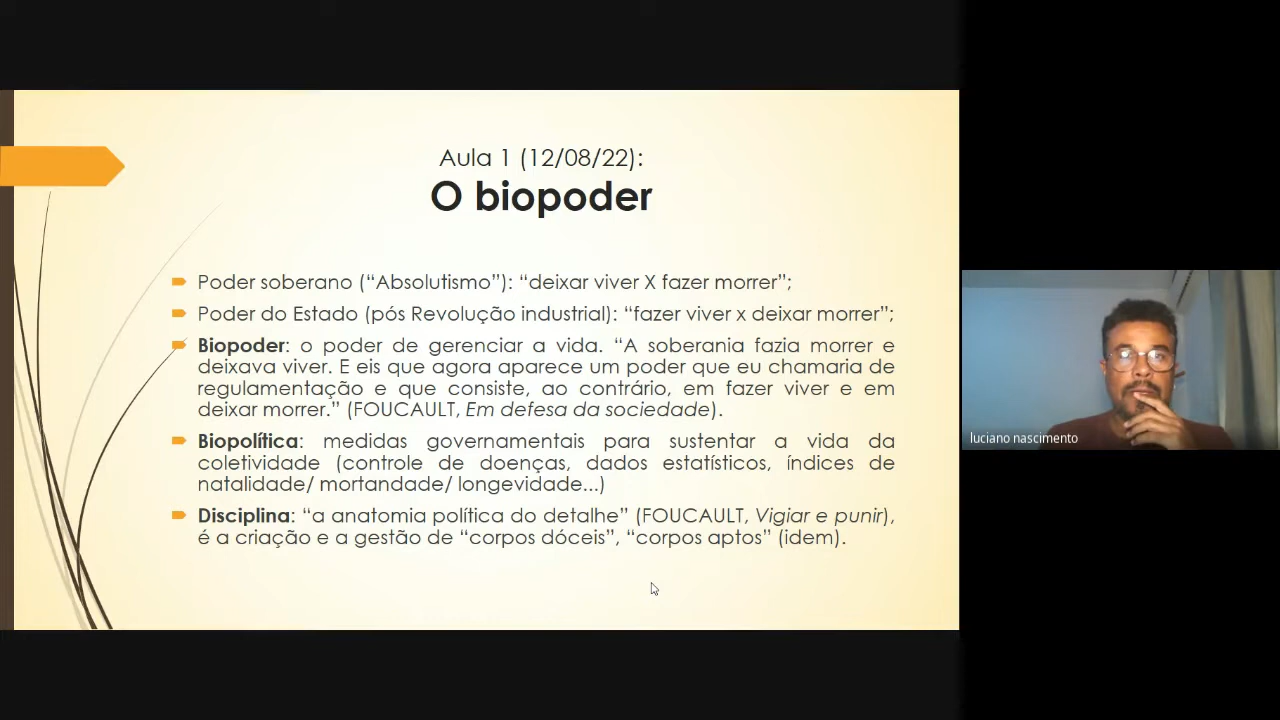 Aula 1 (12/08/22):
O biopoder
Poder soberano (“Absolutismo”): “deixar viver X fazer morrer”;
Poder do Estado (pós Revolução industrial): “fazer viver x deixar morrer”;
Biopoder: o poder de gerenciar a vida. “A soberania fazia morrer e
deixava viver. E eis que agora aparece um poder que eu chamaria de
regulamentação e que consiste, ao contrário, em fazer viver e em
deixar morrer.” (FOUCAULT, Em defesa da sociedade).
Biopolítica: medidas governamentais para sustentar a vida da
coletividade (controle de doenças, dados estatísticos, índices de
natalidade/ mortandade/ longevidade...)
Disciplina: “a anatomia política do detalhe” (FOUCAULT, Vigiar e punir),
é a criação e a gestão de “corpos dóceis”, “corpos aptos” (idem).
luciano nascimento